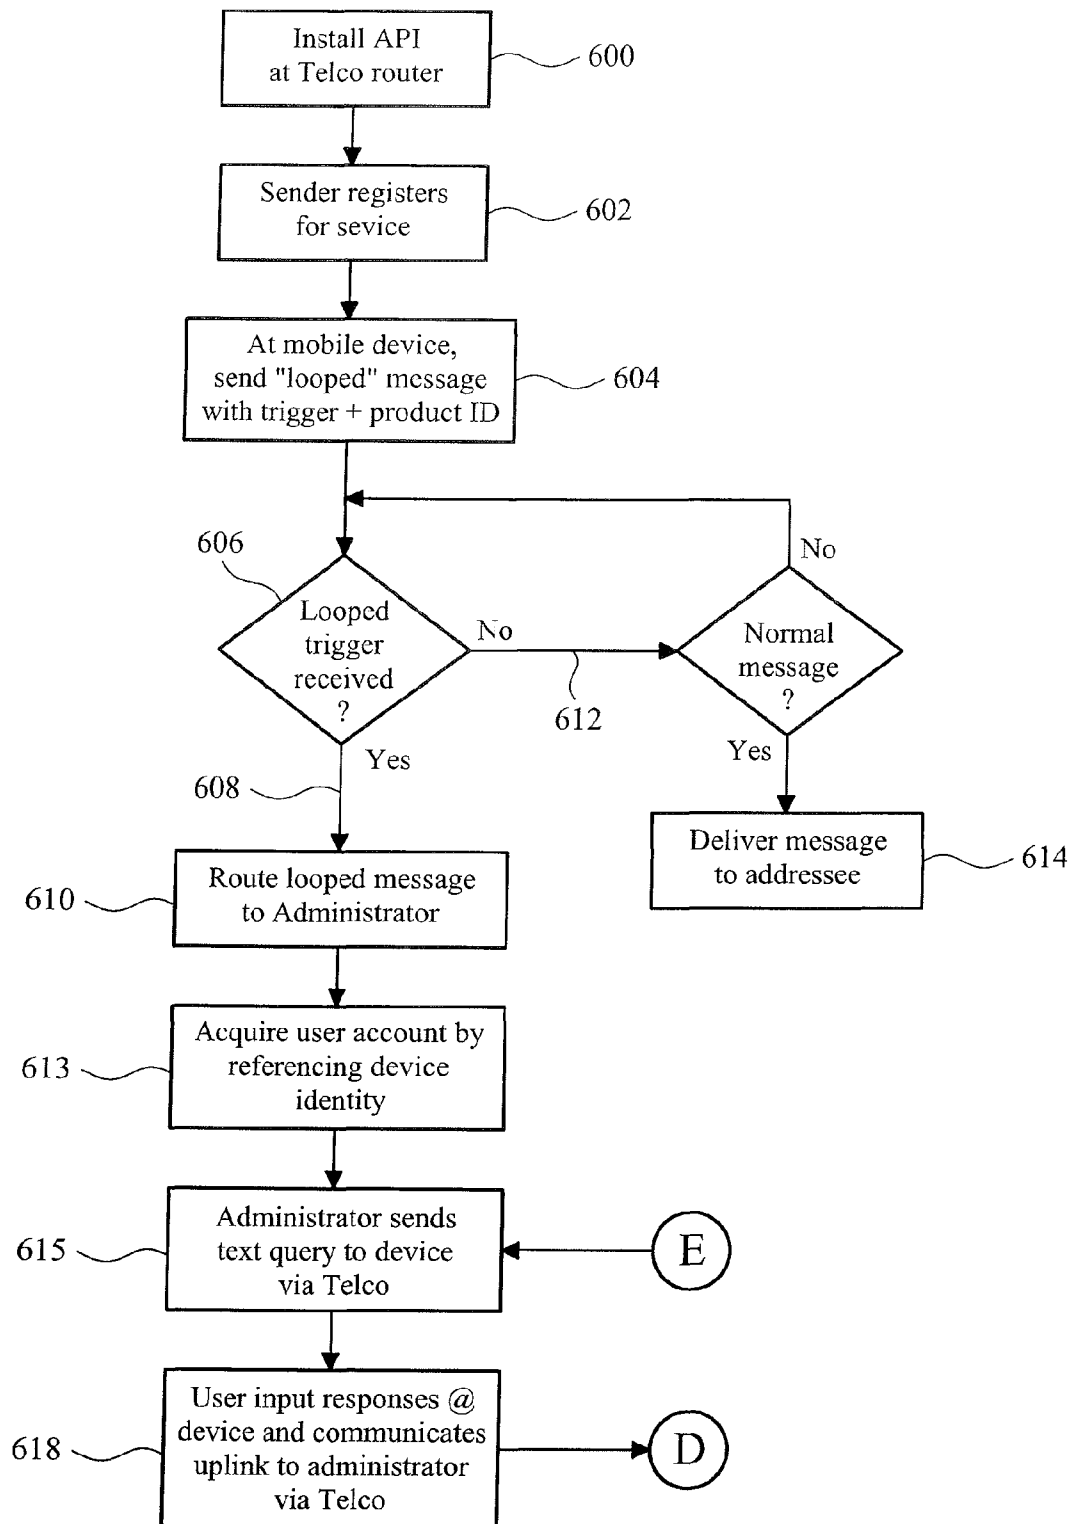 Install API
at Telco router
600
Sender registers
for sevice
602
At mobile device,
send "looped" message
with trigger + product ID
604
606
Looped
trigger
received
?
No
612
Normal
message
?
No
Yes
Yes
608
Deliver message
to addressee
614
Route looped message
to Administrator
610
Acquire user account by
referencing device
identity
613
Administrator sends
text query to device
via Telco
615
E
User input responses @
device and communicates
uplink to administrator
via Telco
618
D